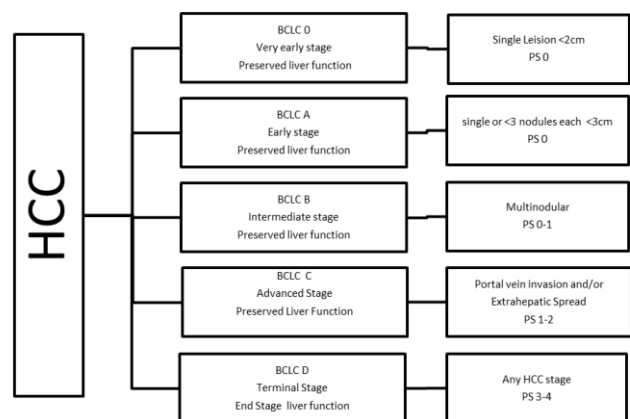 HCC
BCLC 0
Very early stage
Preserved liver function
Single Leision <2cm
PS 0
BCLC A
Early stage
Preserved liver function
single or <3 nodules each <3cm
PS 0
BCLC B
Intermediate stage
Preserved liver function
Multinodular
PS 0-1
BCLC C
Advanced Stage
Preserved Liver Function
Portal vein invasion and/or
Extrahepatic Spread
PS 1-2
BCLC D
Terminal Stage
End Stage liver function
Any HCC stage
PS 3-4